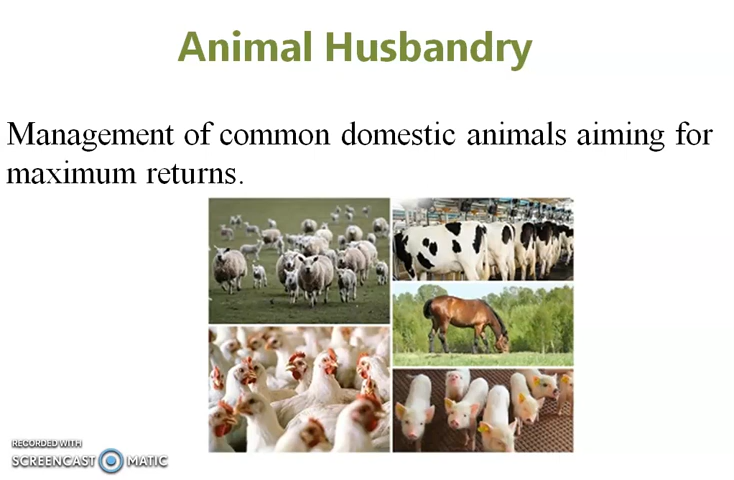 Animal Husbandry
Management of common domestic animals aiming for
maximum returns.
RECORDED WITH
SCREENCAST MATIC